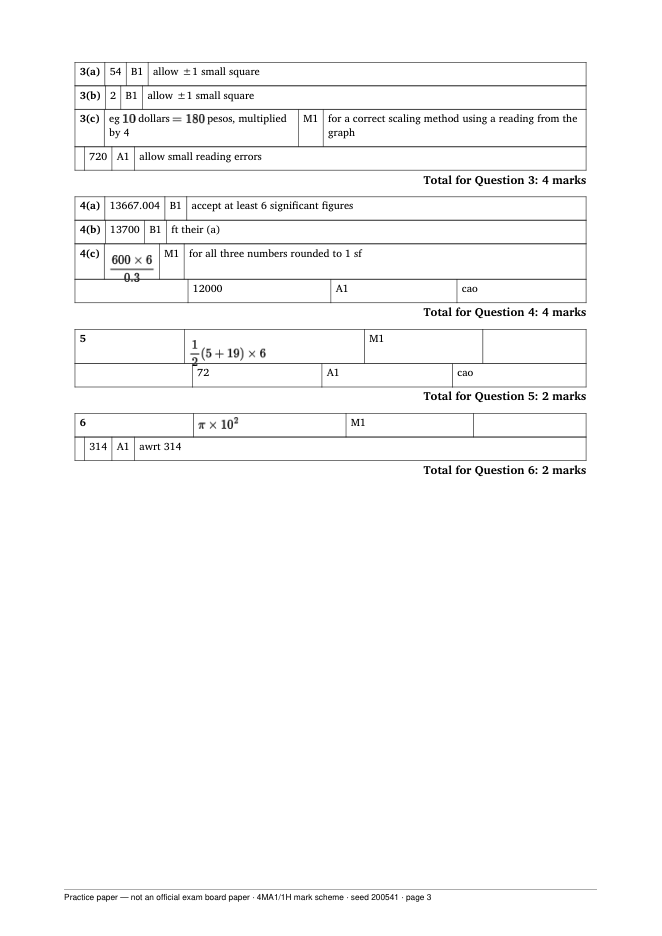 3(a) 54 B1 allow ±1 small square
3(b) 2 B1 allow ±1 small square
3(c) eg 10 dollars = 180 pesos, multiplied by 4 M1 for a correct scaling method using a reading from the graph
720 A1 allow small reading errors
Total for Question 3: 4 marks
4(a) 13667.004 B1 accept at least 6 significant figures
4(b) 13700 B1 ft their (a)
4(c) (600 × 6)/0.3 M1 for all three numbers rounded to 1 sf
12000 A1 cao
Total for Question 4: 4 marks
5 1/2(5 + 19) × 6 M1
72 A1 cao
Total for Question 5: 2 marks
6 π × 10² M1
314 A1 awrt 314
Total for Question 6: 2 marks
Practice paper — not an official exam board paper · 4MA1/1H mark scheme · seed 200541 · page 3